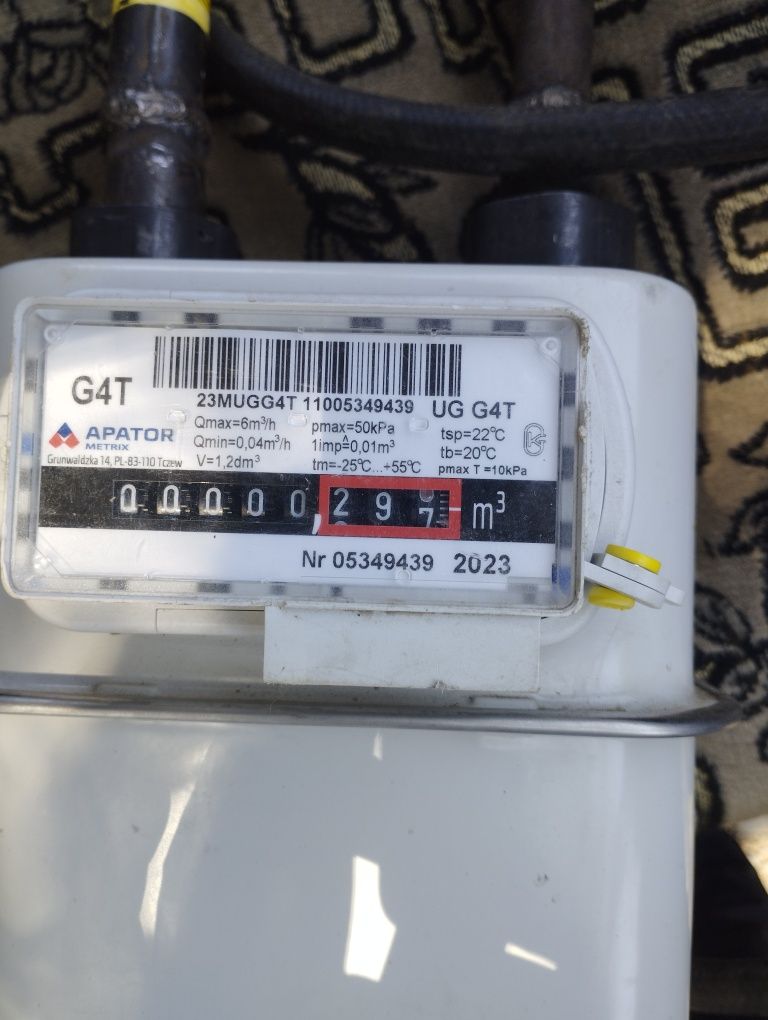 G4T
23MUGG4T 11005349439
UG G4T
APATOR
METRIX
Grunwaldzka 14, PL-83-110 Tczew
Qmax=6m³/h
Qmin=0,04m³/h
V=1,2dm³
pmax=50kPa
1imp≙0,01m³
tm=-25°C...+55°C
tsp=22°C
tb=20°C
pmax T =10kPa
00000,297 m³
Nr 05349439 2023